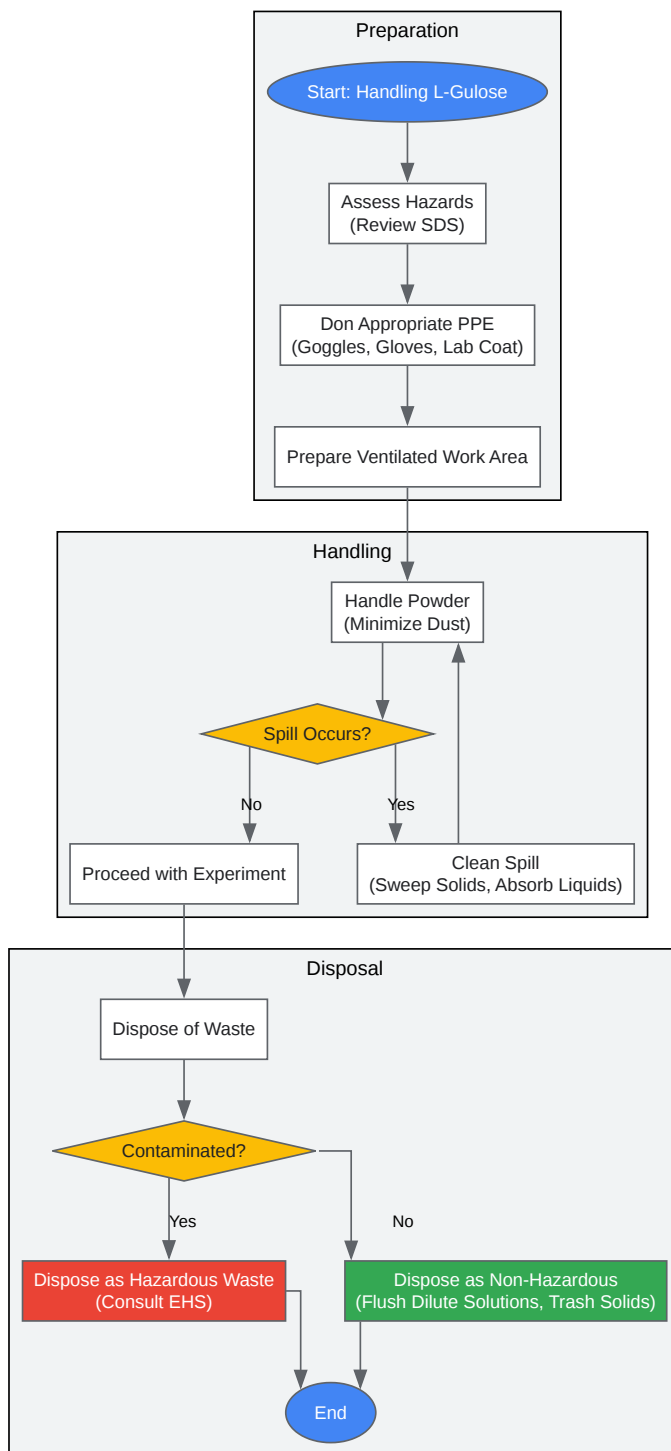 Preparation
Start: Handling L-Gulose
Assess Hazards
(Review SDS)
Don Appropriate PPE
(Goggles, Gloves, Lab Coat)
Prepare Ventilated Work Area
Handling
Handle Powder
(Minimize Dust)
Spill Occurs?
No
Yes
Proceed with Experiment
Clean Spill
(Sweep Solids, Absorb Liquids)
Disposal
Dispose of Waste
Contaminated?
Yes
No
Dispose as Hazardous Waste
(Consult EHS)
Dispose as Non-Hazardous
(Flush Dilute Solutions, Trash Solids)
End